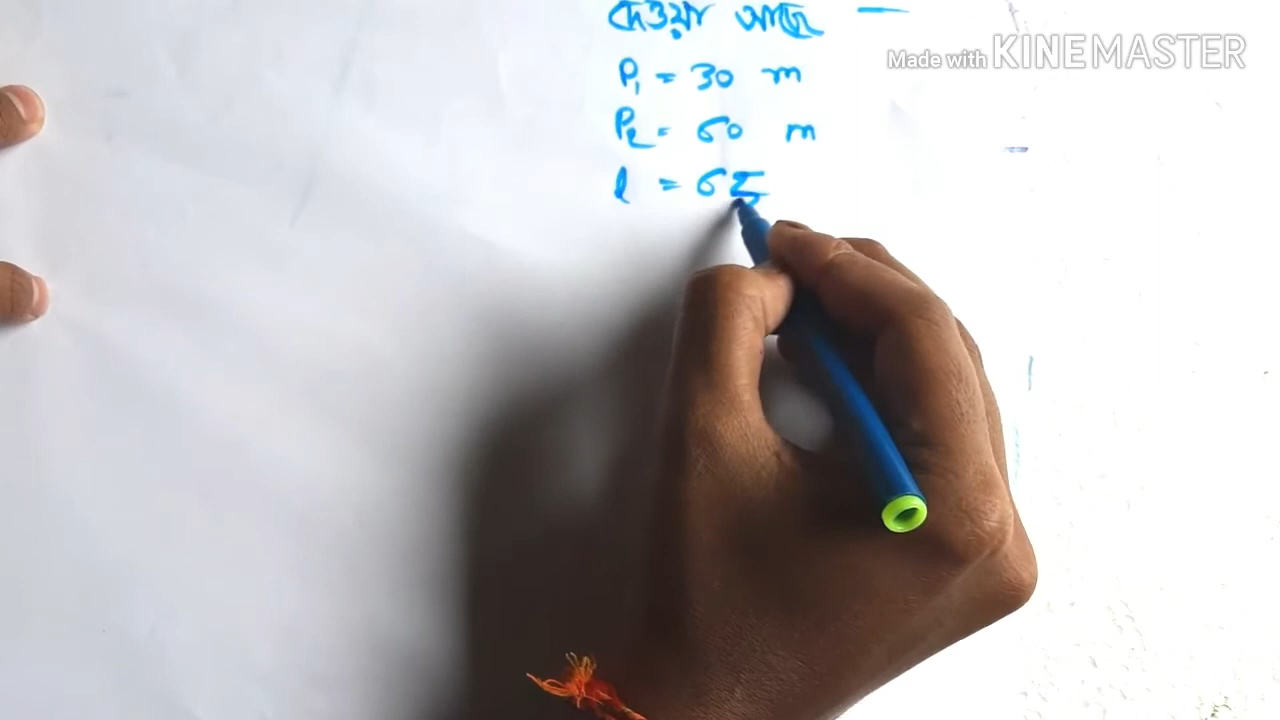 দেওয়া আছে —
Made with KINEMASTER
P₁ = 30 m
P₂ = 60 m
l = 65